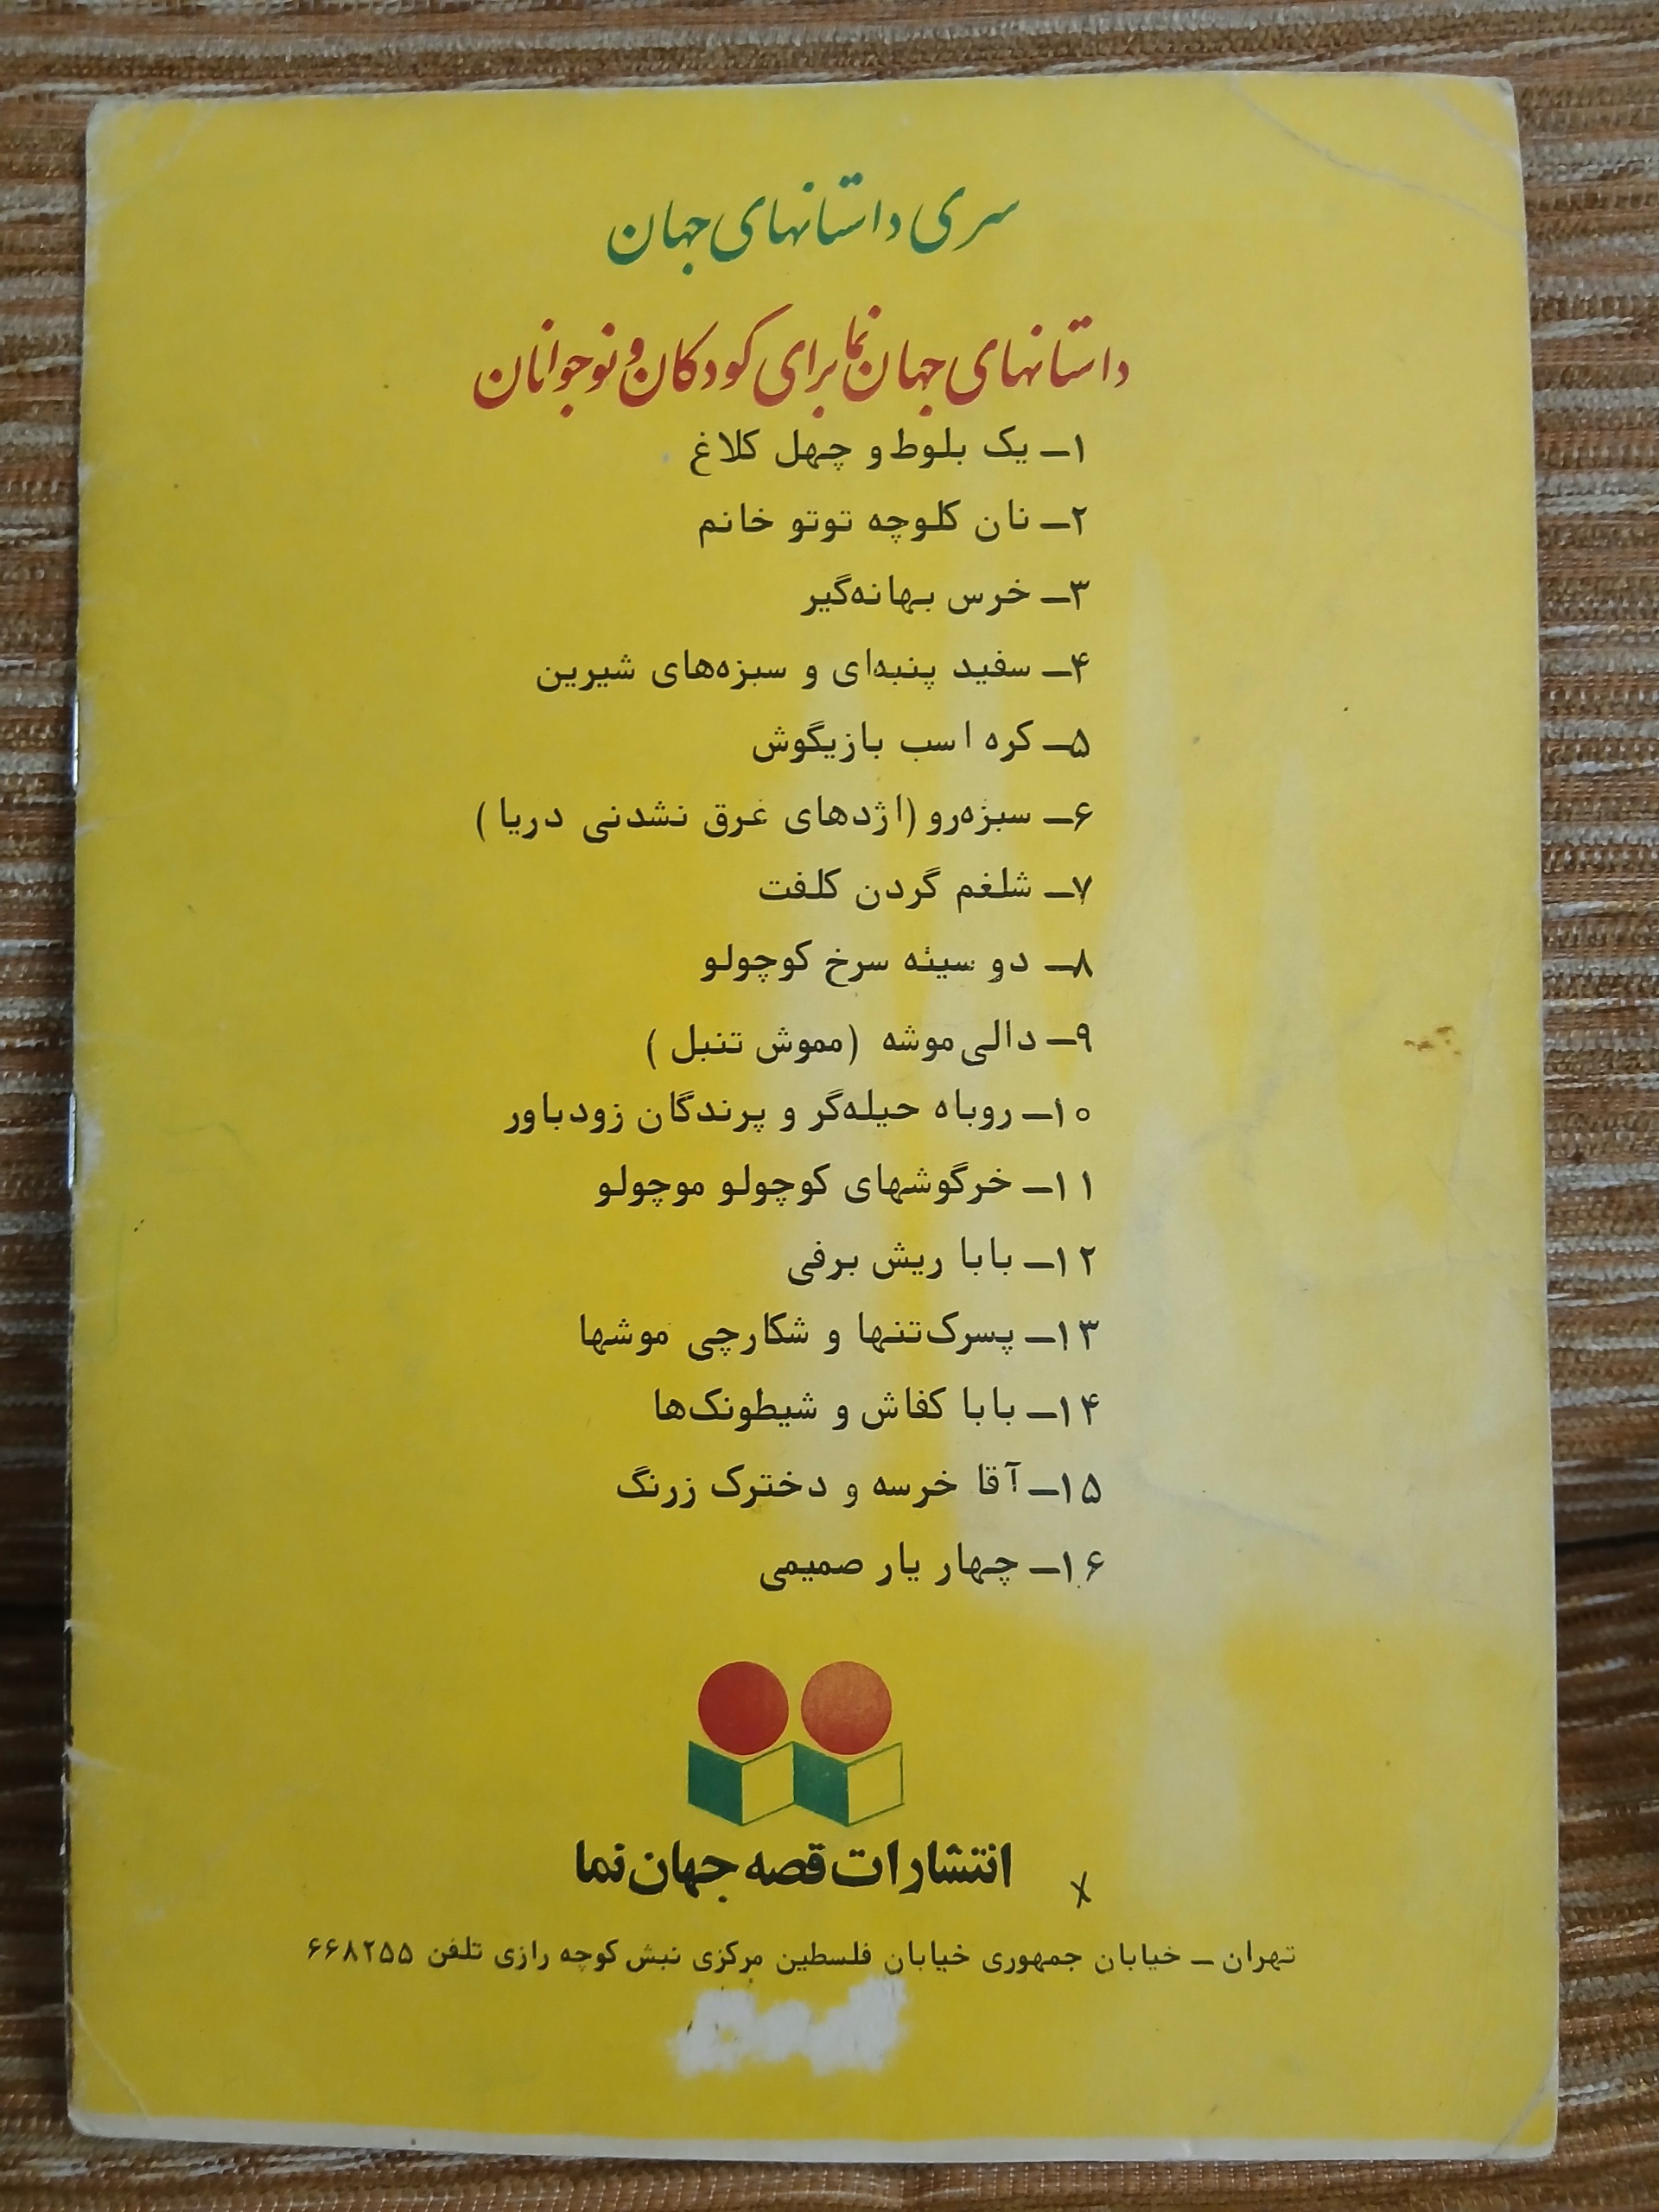 سری داستانهای جهان
داستانهای جهان‌نما برای کودکان و نوجوانان
۱ـ یک بلوط و چهل کلاغ
۲ـ نان کلوچه توتو خانم
۳ـ خرس بهانه‌گیر
۴ـ سفید پنبه‌ای و سبزه‌های شیرین
۵ـ کره اسب بازیگوش
۶ـ سبزه‌رو (اژدهای غرق نشدنی دریا)
۷ـ شلغم گردن کلفت
۸ـ دو سینه سرخ کوچولو
۹ـ دالی‌موشه (مموش تنبل)
۱۰ـ روباه حیله‌گر و پرندگان زودباور
۱۱ـ خرگوشهای کوچولو موچولو
۱۲ـ بابا ریش برفی
۱۳ـ پسرک‌تنها و شکارچی موشها
۱۴ـ بابا کفاش و شیطونک‌ها
۱۵ـ آقا خرسه و دخترک زرنگ
۱۶ـ چهار یار صمیمی
انتشارات قصه جهان‌نما
تهران ـ خیابان جمهوری خیابان فلسطین مرکزی نبش کوچه رازی تلفن ۶۶۸۲۵۵